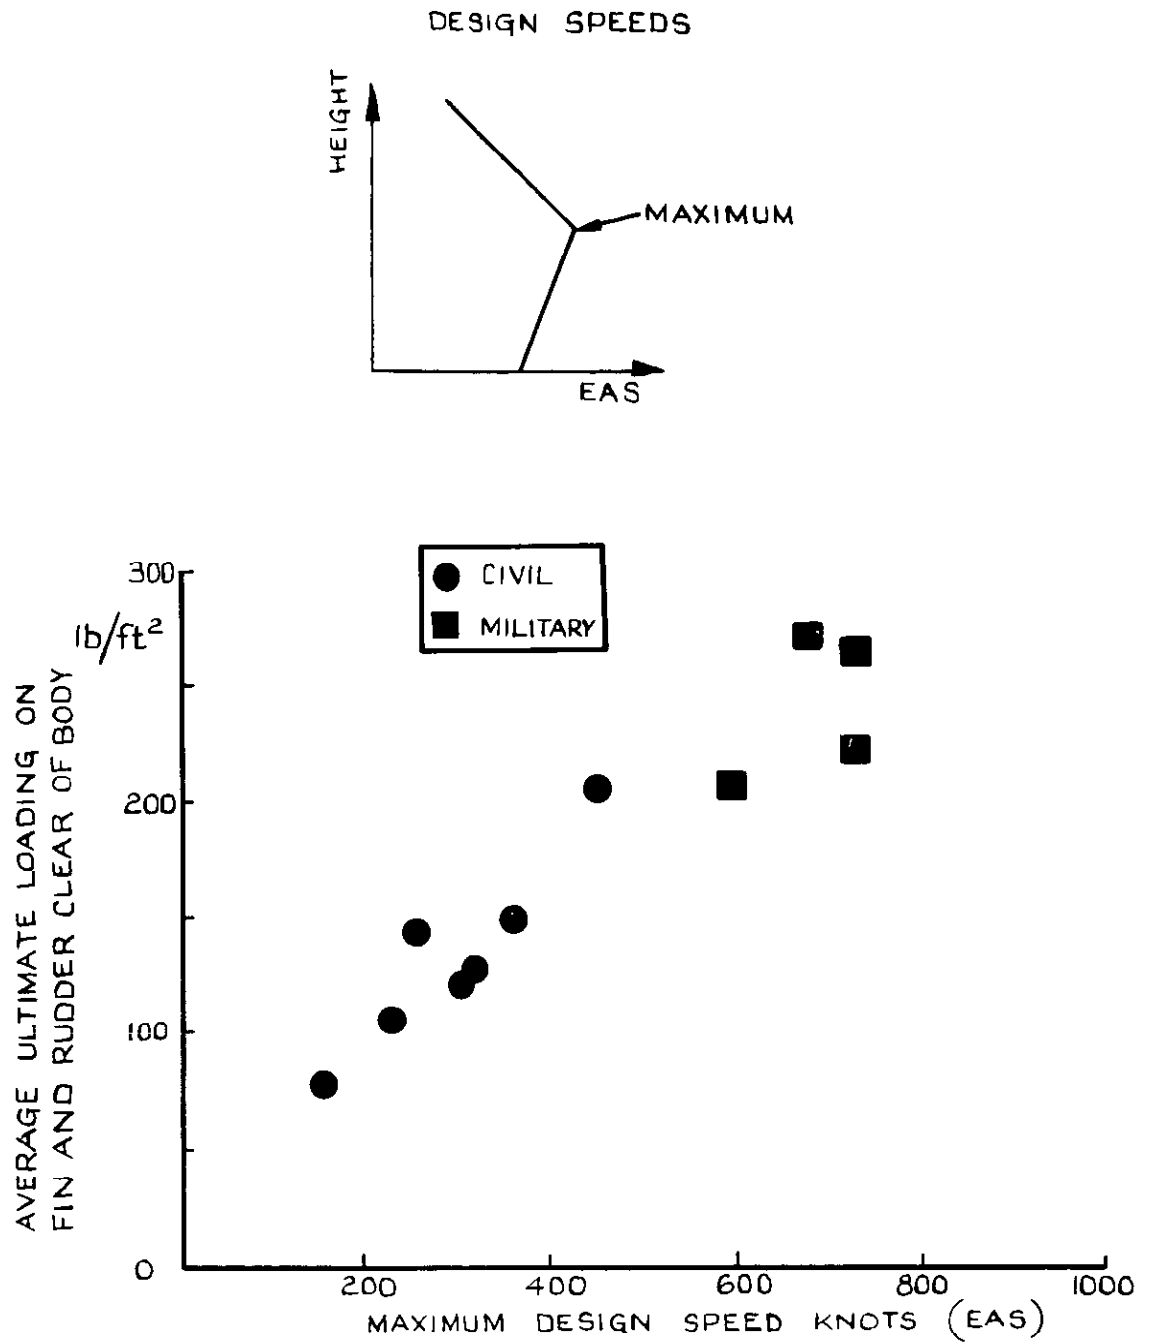 DESIGN SPEEDS
HEIGHT
MAXIMUM
EAS
CIVIL
MILITARY
300
lb/ft²
200
100
0
AVERAGE ULTIMATE LOADING ON
FIN AND RUDDER CLEAR OF BODY
200 400 600 800 1000
MAXIMUM DESIGN SPEED KNOTS (EAS)